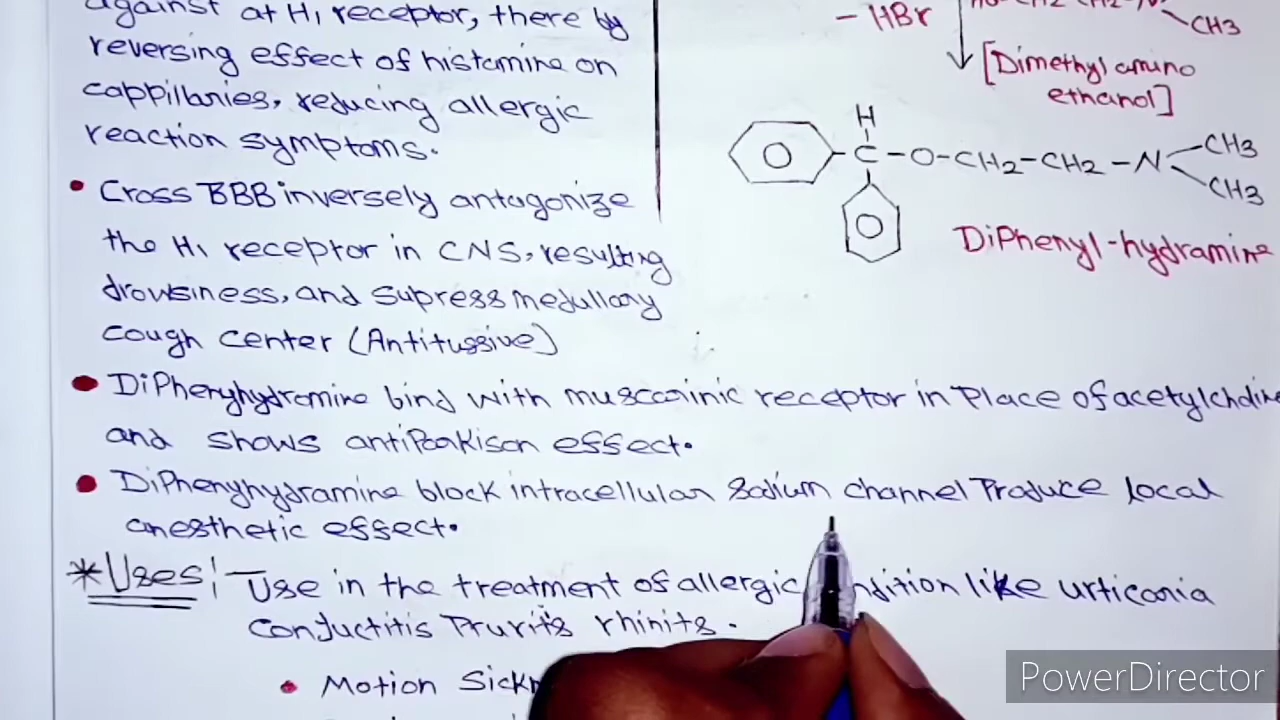 against at H1 receptor, there by
reversing effect of histamine on
cappillaries, reducing allergic
reaction symptoms.
• Cross BBB inversely antagonize
the H1 receptor in CNS, resulting
drowsiness, and supress medullary
cough center (Antitussive)
• Diphenyhydramine bind with muscarinic receptor in Place of acetylcholine
and shows antiparkison effect.
• Diphenyhydramine block intracellular sodium channel Produce local
anesthetic effect.
*Uses:- Use in the treatment of allergic like urticaria
Conjuctitis Pruritis rhinits.
• Motion
- HBr
CH3
[Dimethyl amino
ethanol]
H
C-O-CH2-CH2-N
CH3
CH3
DiPhenyl-hydramine
PowerDirector